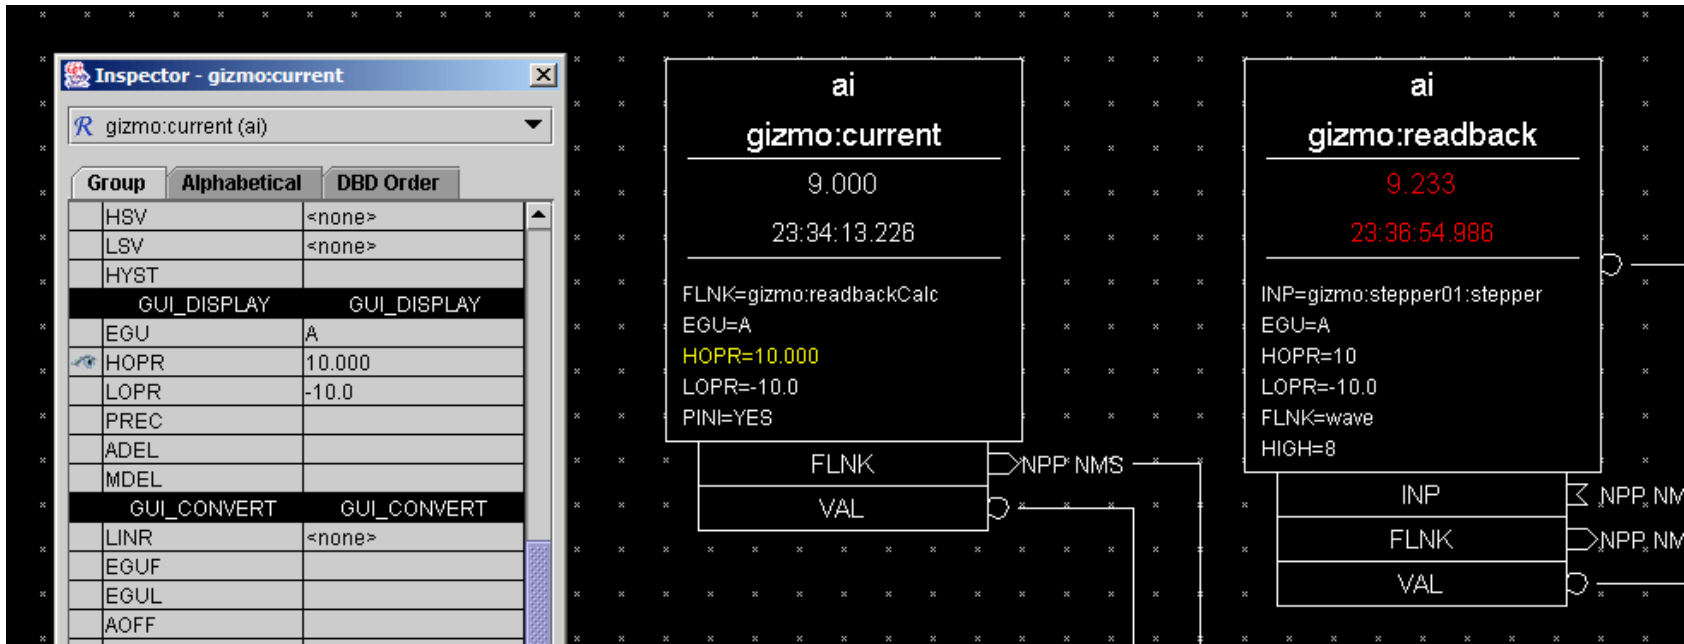 Inspector - gizmo:current
R gizmo:current (ai)
Group Alphabetical DBD Order
HSV <none>
LSV <none>
HYST
GUI_DISPLAY GUI_DISPLAY
EGU A
HOPR 10.000
LOPR -10.0
PREC
ADEL
MDEL
GUI_CONVERT GUI_CONVERT
LINR <none>
EGUF
EGUL
AOFF
ai
gizmo:current
9.000
23:34:13.226
FLNK=gizmo:readbackCalc
EGU=A
HOPR=10.000
LOPR=-10.0
PINI=YES
FLNK NPP NMS
VAL
ai
gizmo:readback
9.233
23:36:54.986
INP=gizmo:stepper01:stepper
EGU=A
HOPR=10
LOPR=-10.0
FLNK=wave
HIGH=8
INP NPP NM
FLNK NPP NM
VAL